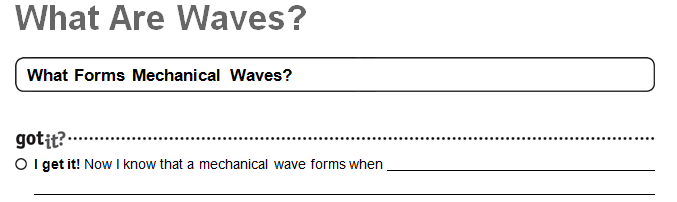 What Are Waves?
What Forms Mechanical Waves?
got it?
I get it! Now I know that a mechanical wave forms when